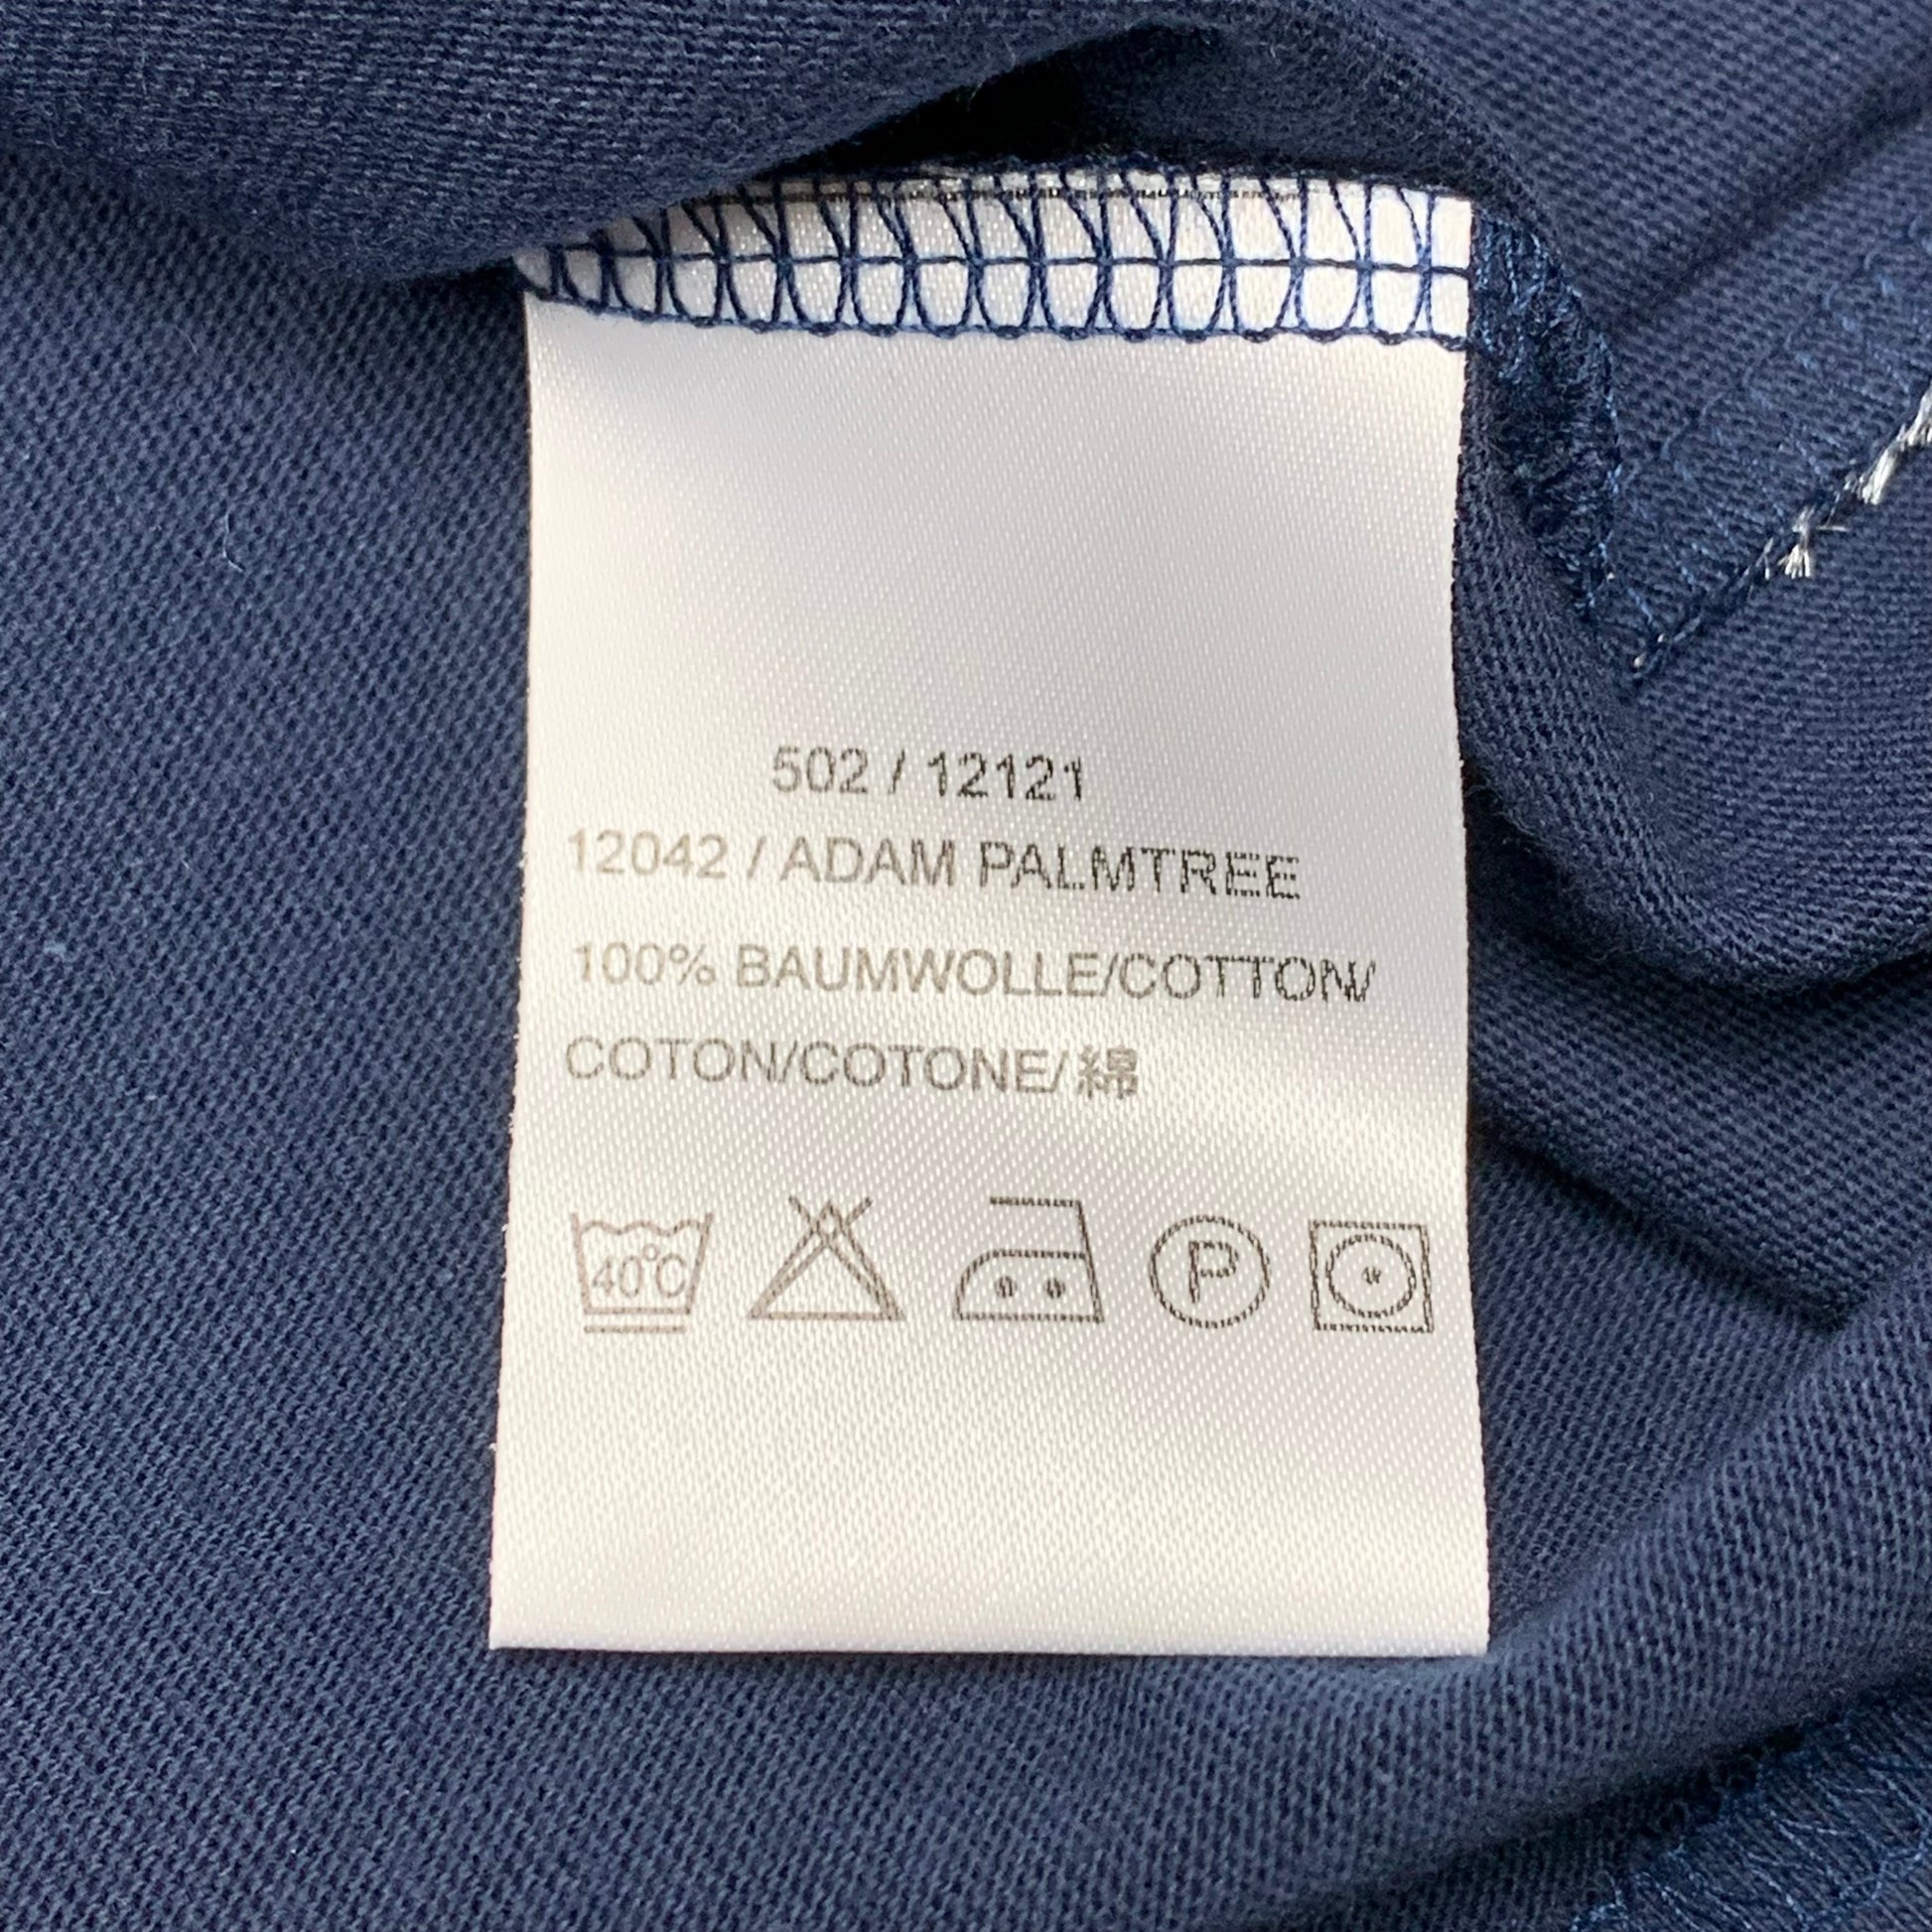 502 / 12121
12042 / ADAM PALMTREE
100% BAUMWOLLE/COTTON/
COTON/COTONE/綿
40°C P